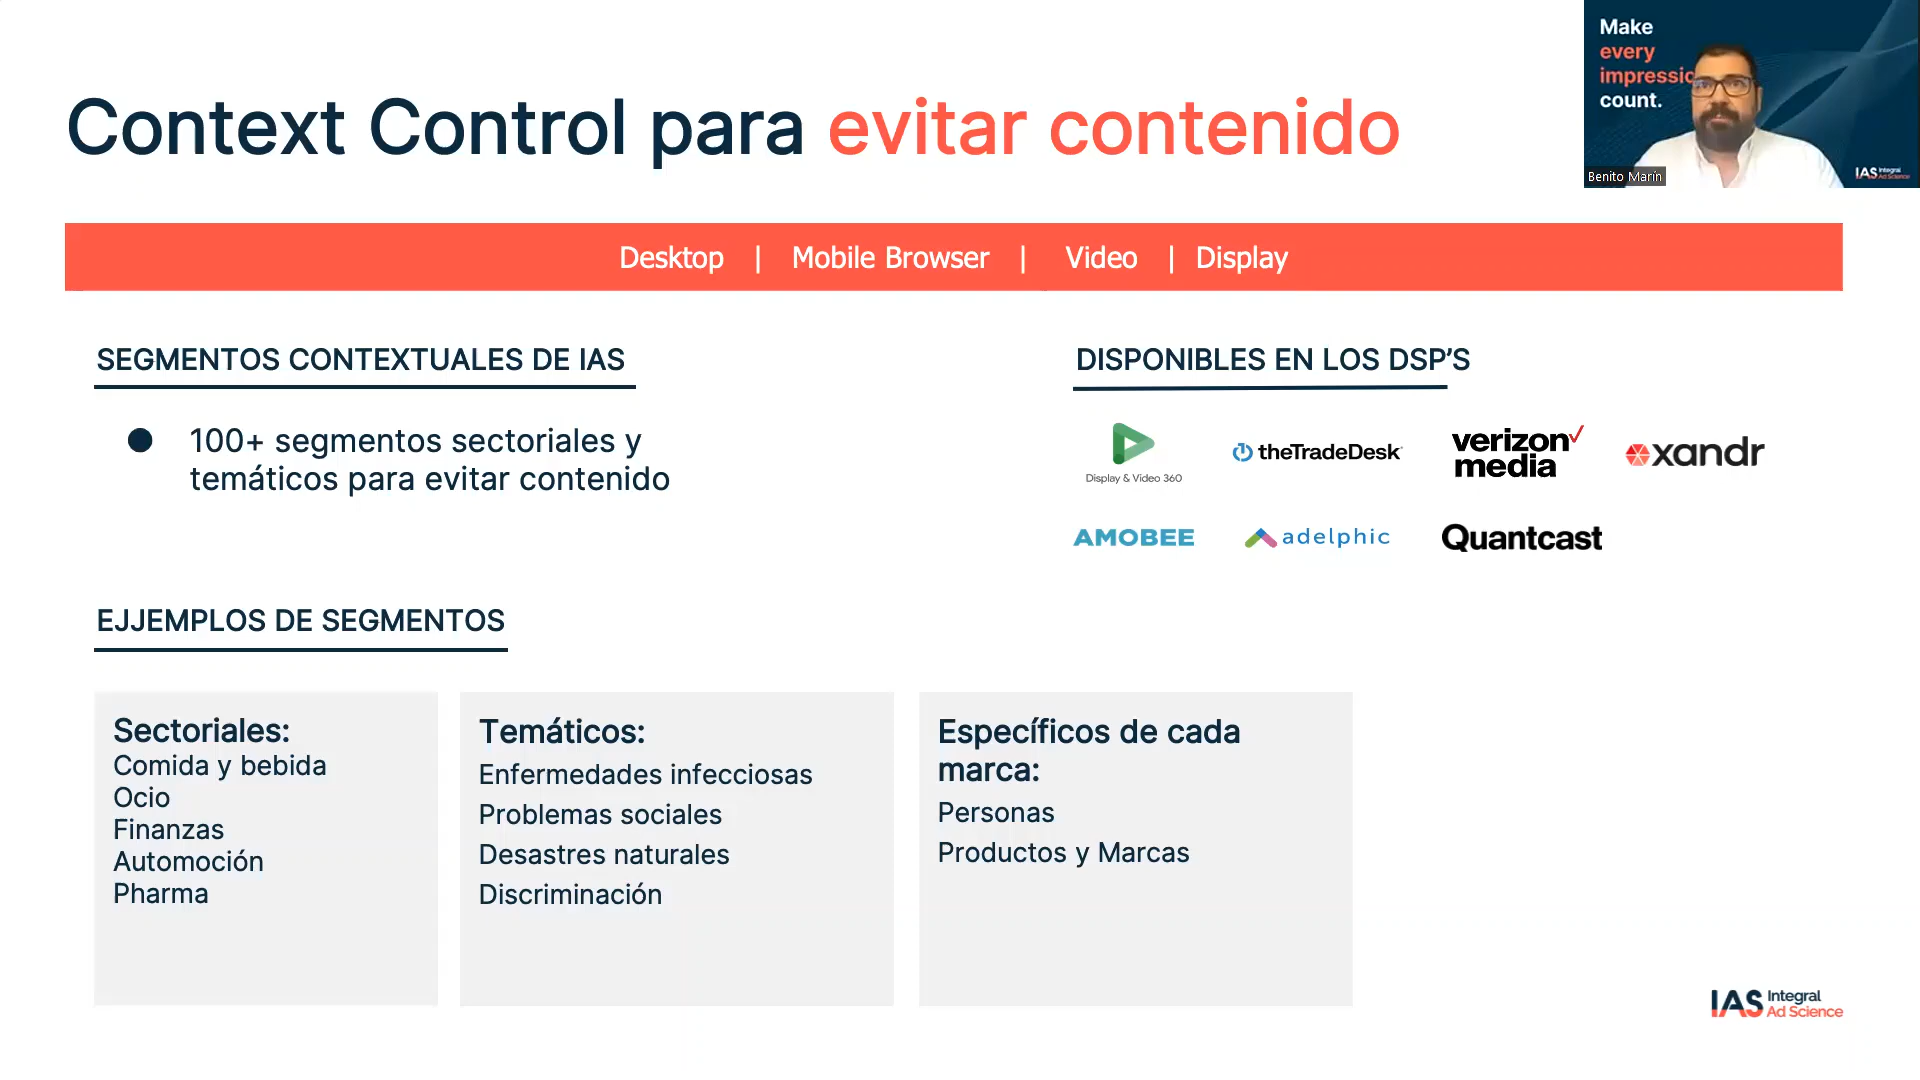 Context Control para evitar contenido
Make
every
impressio
count.
Benito Marín
IAS Integral
Ad Science
Desktop | Mobile Browser | Video | Display
SEGMENTOS CONTEXTUALES DE IAS
100+ segmentos sectoriales y
temáticos para evitar contenido
DISPONIBLES EN LOS DSP'S
Display & Video 360
theTradeDesk
verizon
media
xandr
AMOBEE
adelphic
Quantcast
EJJEMPLOS DE SEGMENTOS
Sectoriales:
Comida y bebida
Ocio
Finanzas
Automoción
Pharma
Temáticos:
Enfermedades infecciosas
Problemas sociales
Desastres naturales
Discriminación
Específicos de cada
marca:
Personas
Productos y Marcas
IAS Integral
Ad Science